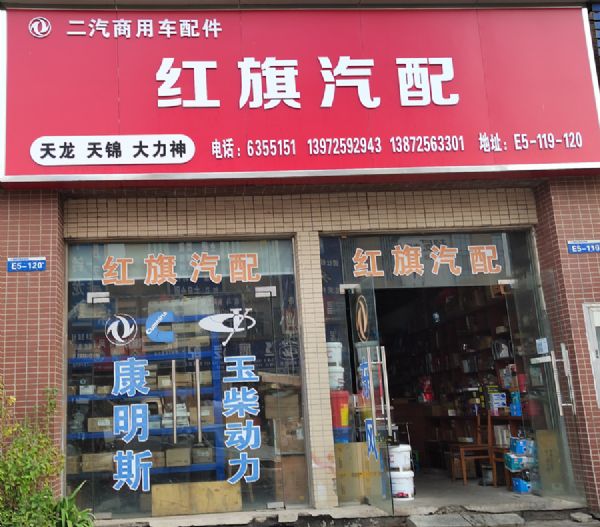 二汽商用车配件
红旗汽配
天龙 天锦 大力神
电话：6355151 13972592943 13872563301 地址：E5-119-120
E5-120
红旗汽配
红旗汽配
康明斯
玉柴动力